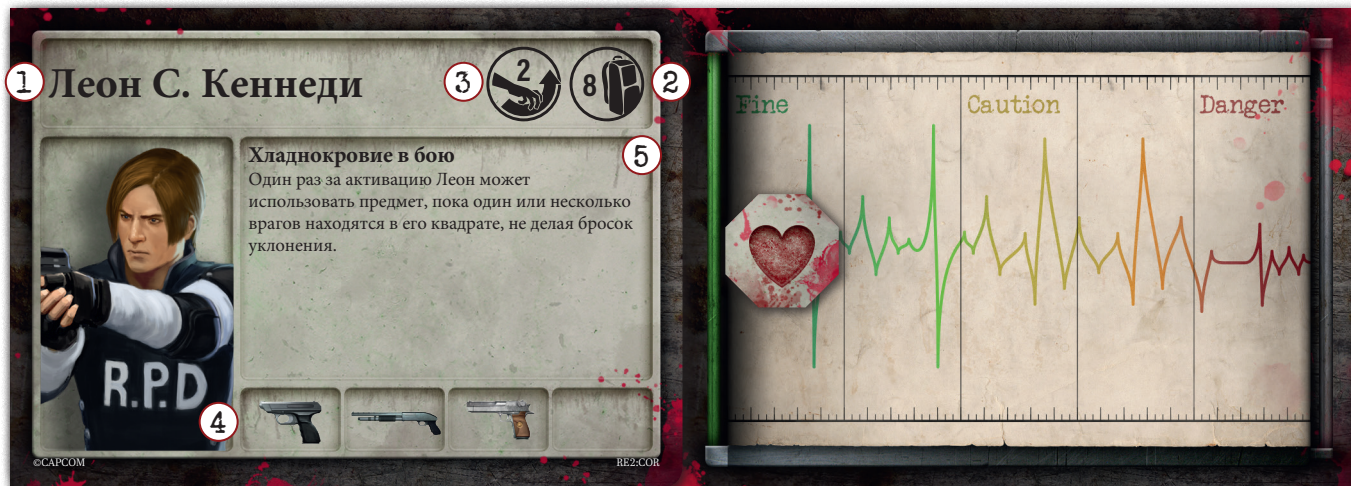 1 Леон С. Кеннеди 3 2 8 2
Хладнокровие в бою 5
Один раз за активацию Леон может
использовать предмет, пока один или несколько
врагов находятся в его квадрате, не делая бросок
уклонения.
R.P.D
4
©CAPCOM RE2:COR
Fine Caution Danger